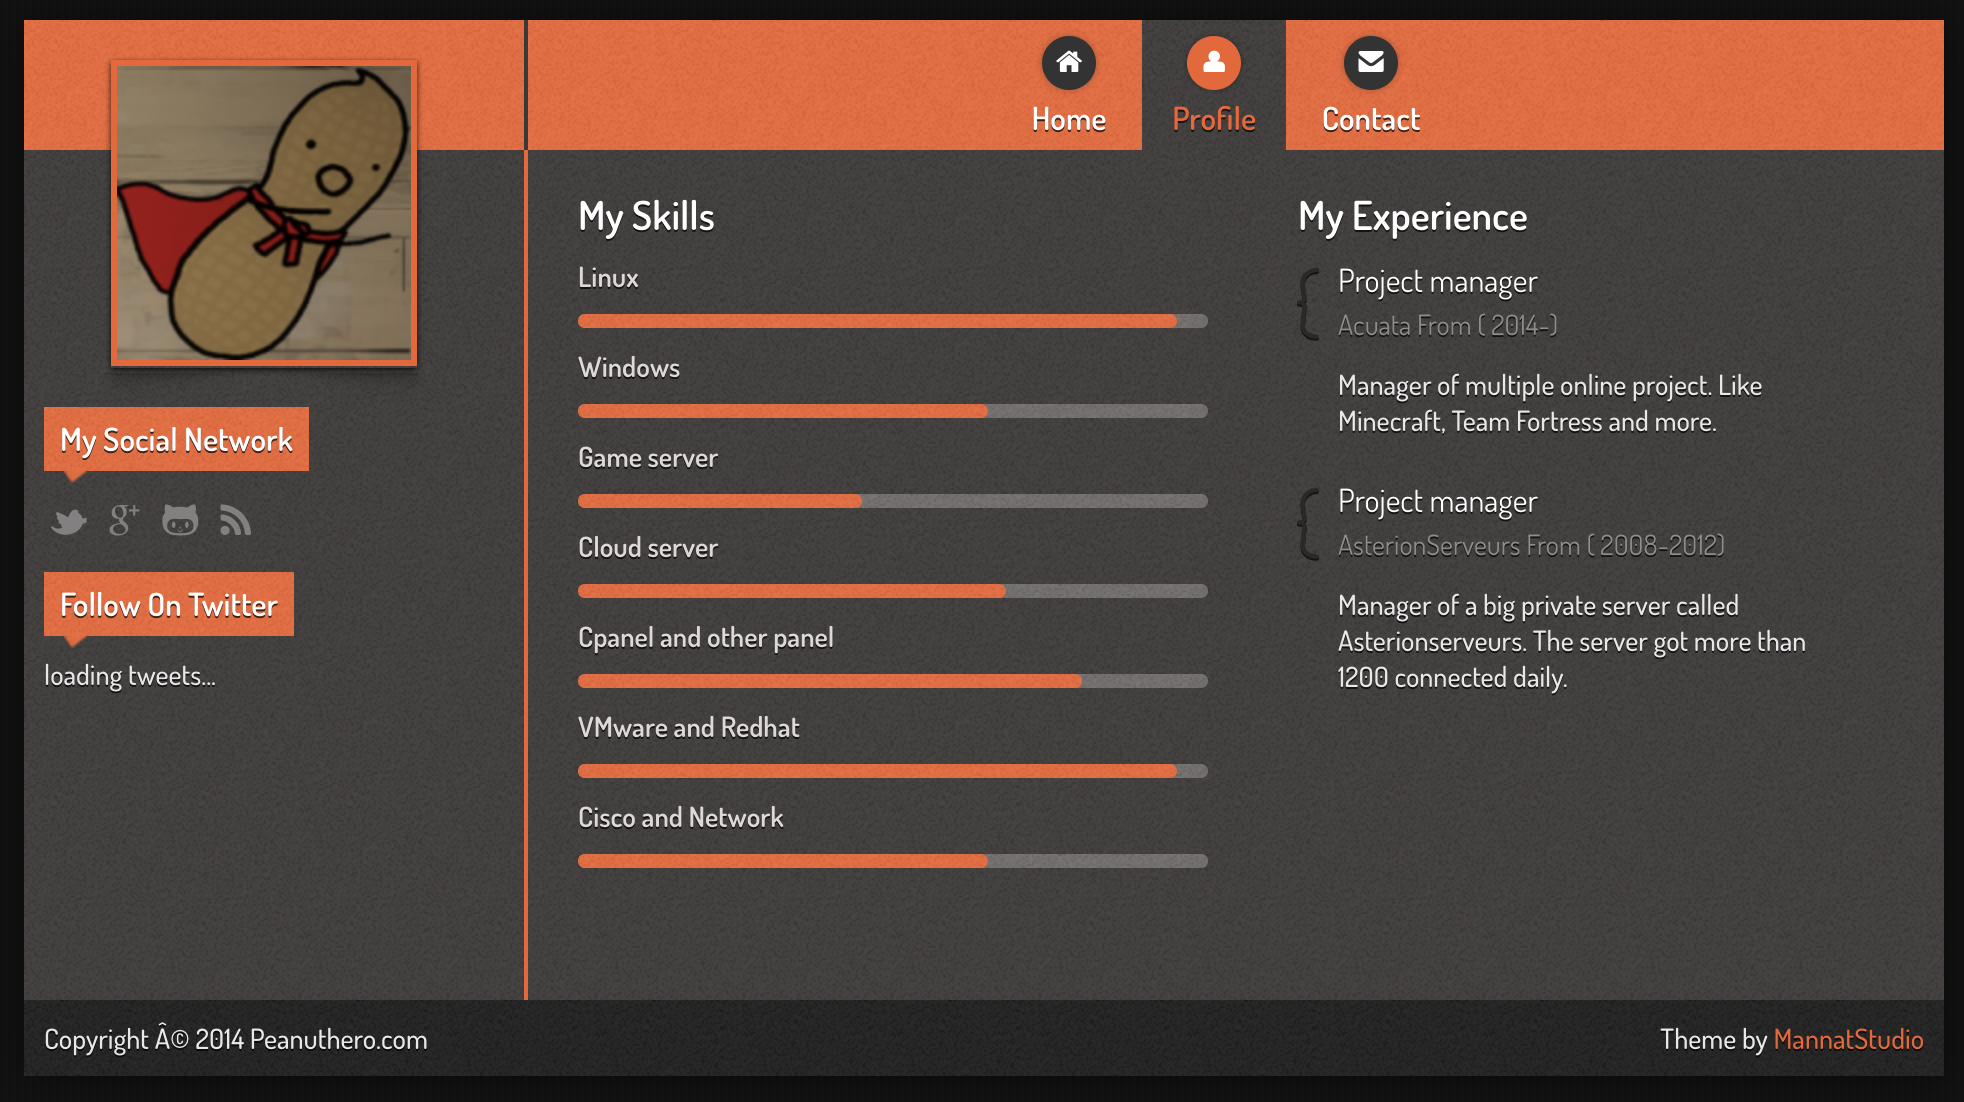 Home
Profile
Contact
My Social Network
g+
Follow On Twitter
loading tweets...
My Skills
Linux
Windows
Game server
Cloud server
Cpanel and other panel
VMware and Redhat
Cisco and Network
My Experience
Project manager
Acuata From ( 2014-)
Manager of multiple online project. Like
Minecraft, Team Fortress and more.
Project manager
AsterionServeurs From ( 2008-2012)
Manager of a big private server called
Asterionserveurs. The server got more than
1200 connected daily.
Copyright Â© 2014 Peanuthero.com
Theme by MannatStudio